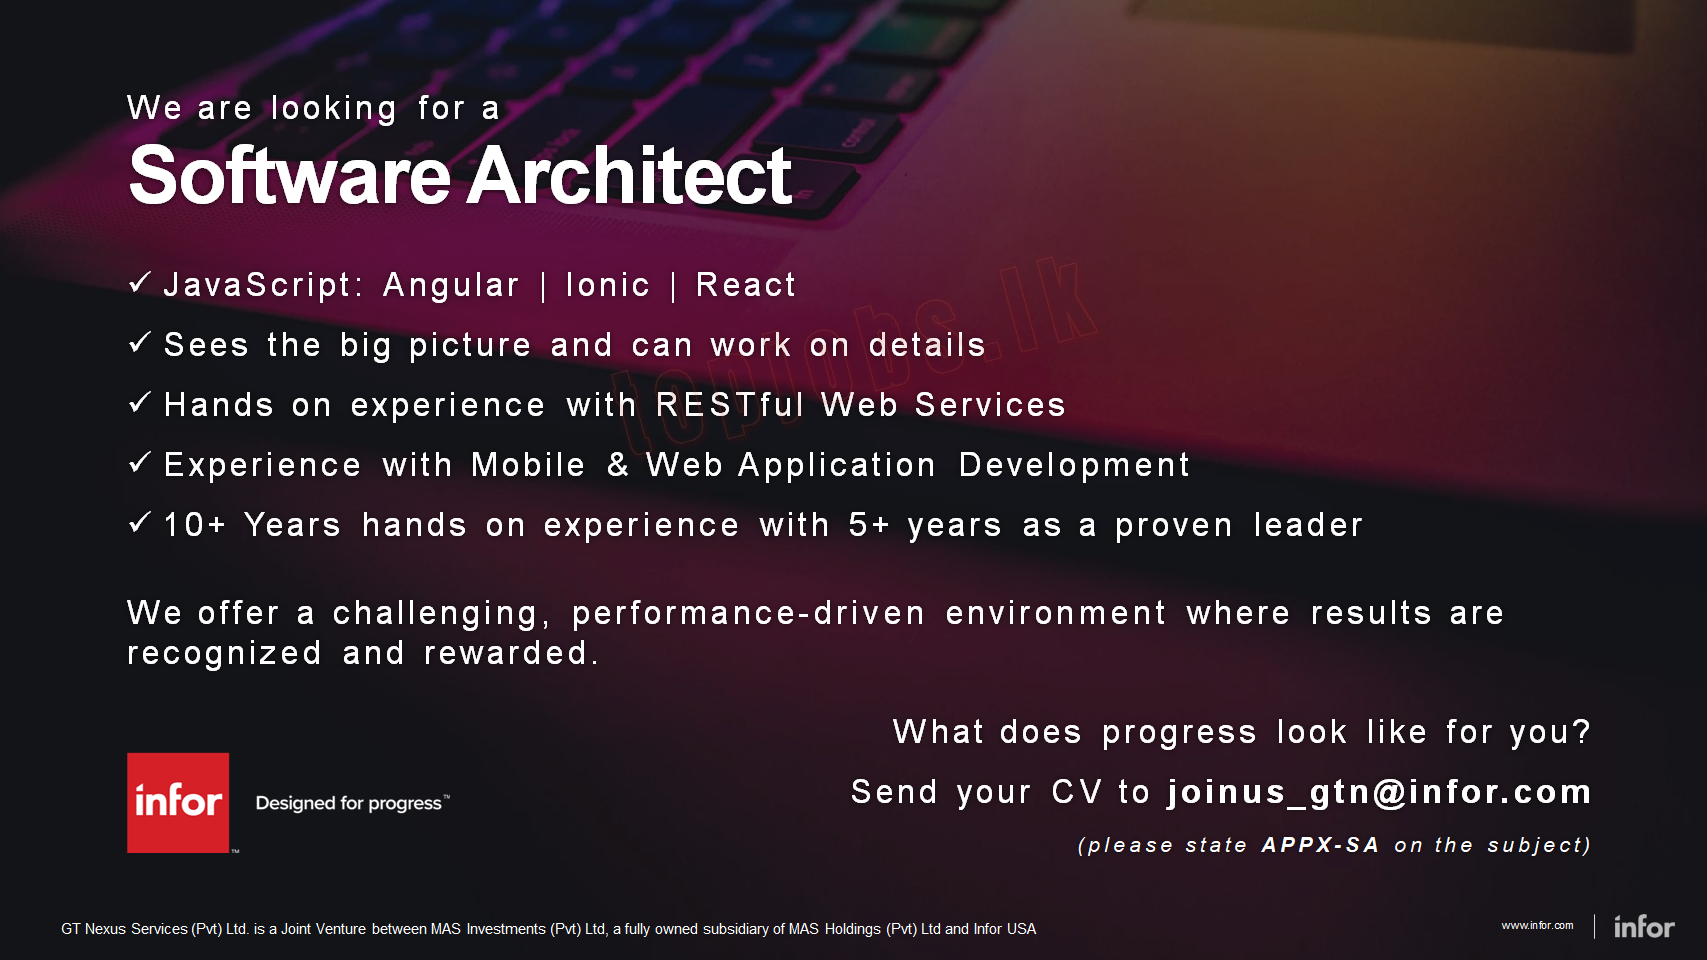 We are looking for a
Software Architect
✓ JavaScript: Angular | Ionic | React
✓ Sees the big picture and can work on details
✓ Hands on experience with RESTful Web Services
✓ Experience with Mobile & Web Application Development
✓ 10+ Years hands on experience with 5+ years as a proven leader
topjobs.lk
We offer a challenging, performance-driven environment where results are
recognized and rewarded.
What does progress look like for you?
Send your CV to joinus_gtn@infor.com
(please state APPX-SA on the subject)
infor™
Designed for progress™
GT Nexus Services (Pvt) Ltd. is a Joint Venture between MAS Investments (Pvt) Ltd, a fully owned subsidiary of MAS Holdings (Pvt) Ltd and Infor USA
www.infor.com | infor